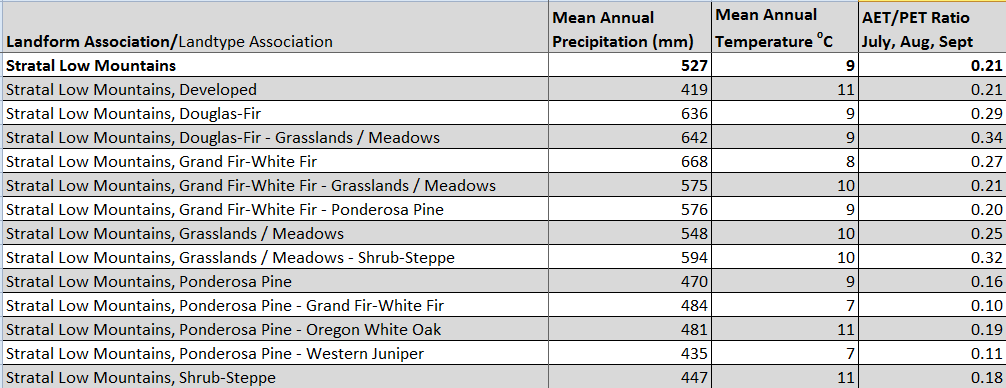 Landform Association/Landtype Association Mean Annual Precipitation (mm) Mean Annual Temperature ⁰C AET/PET Ratio July, Aug, Sept
Stratal Low Mountains 527 9 0.21
Stratal Low Mountains, Developed 419 11 0.21
Stratal Low Mountains, Douglas-Fir 636 9 0.29
Stratal Low Mountains, Douglas-Fir - Grasslands / Meadows 642 9 0.34
Stratal Low Mountains, Grand Fir-White Fir 668 8 0.27
Stratal Low Mountains, Grand Fir-White Fir - Grasslands / Meadows 575 10 0.21
Stratal Low Mountains, Grand Fir-White Fir - Ponderosa Pine 576 9 0.20
Stratal Low Mountains, Grasslands / Meadows 548 10 0.25
Stratal Low Mountains, Grasslands / Meadows - Shrub-Steppe 594 10 0.32
Stratal Low Mountains, Ponderosa Pine 470 9 0.16
Stratal Low Mountains, Ponderosa Pine - Grand Fir-White Fir 484 7 0.10
Stratal Low Mountains, Ponderosa Pine - Oregon White Oak 481 11 0.19
Stratal Low Mountains, Ponderosa Pine - Western Juniper 435 7 0.11
Stratal Low Mountains, Shrub-Steppe 447 11 0.18